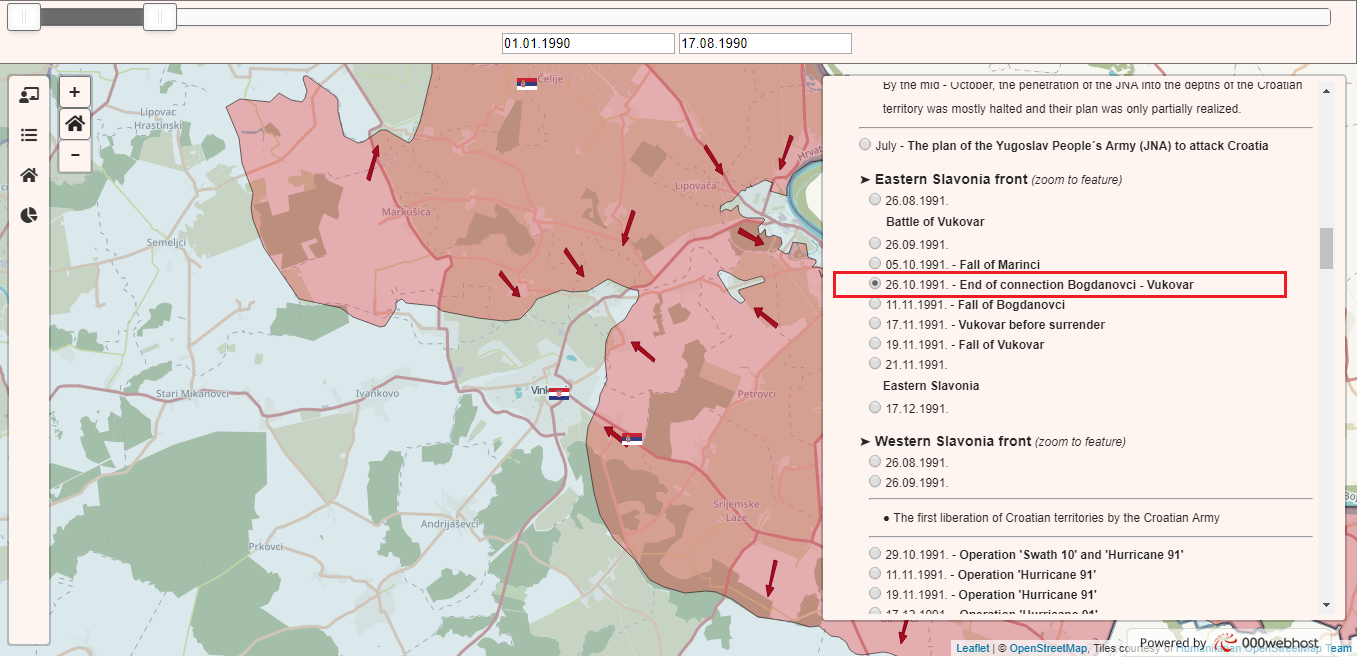 01.01.1990
17.08.1990
+
−
Čelije
Lipovac
Hrastinski
Lipovača
Markušica
Semeljci
Stari Mikanovci
Ivankovo
Petrovci
Srijemske
Laze
Andrijaševci
Prkovci
By the mid - October, the penetration of the JNA into the depths of the Croatian
territory was mostly halted and their plan was only partially realized.
July - The plan of the Yugoslav People´s Army (JNA) to attack Croatia
➤ Eastern Slavonia front (zoom to feature)
26.08.1991.
Battle of Vukovar
26.09.1991.
05.10.1991. - Fall of Marinci
26.10.1991. - End of connection Bogdanovci - Vukovar
11.11.1991. - Fall of Bogdanovci
17.11.1991. - Vukovar before surrender
19.11.1991. - Fall of Vukovar
21.11.1991.
Eastern Slavonia
17.12.1991.
➤ Western Slavonia front (zoom to feature)
26.08.1991.
26.09.1991.
● The first liberation of Croatian territories by the Croatian Army
29.10.1991. - Operation 'Swath 10' and 'Hurricane 91'
11.11.1991. - Operation 'Hurricane 91'
19.11.1991. - Operation 'Hurricane 91'
17.12.1991. - Operation 'Hurricane 91'
Powered by 000webhost
Leaflet | © OpenStreetMap, Tiles courtesy of Humanitarian OpenStreetMap Team